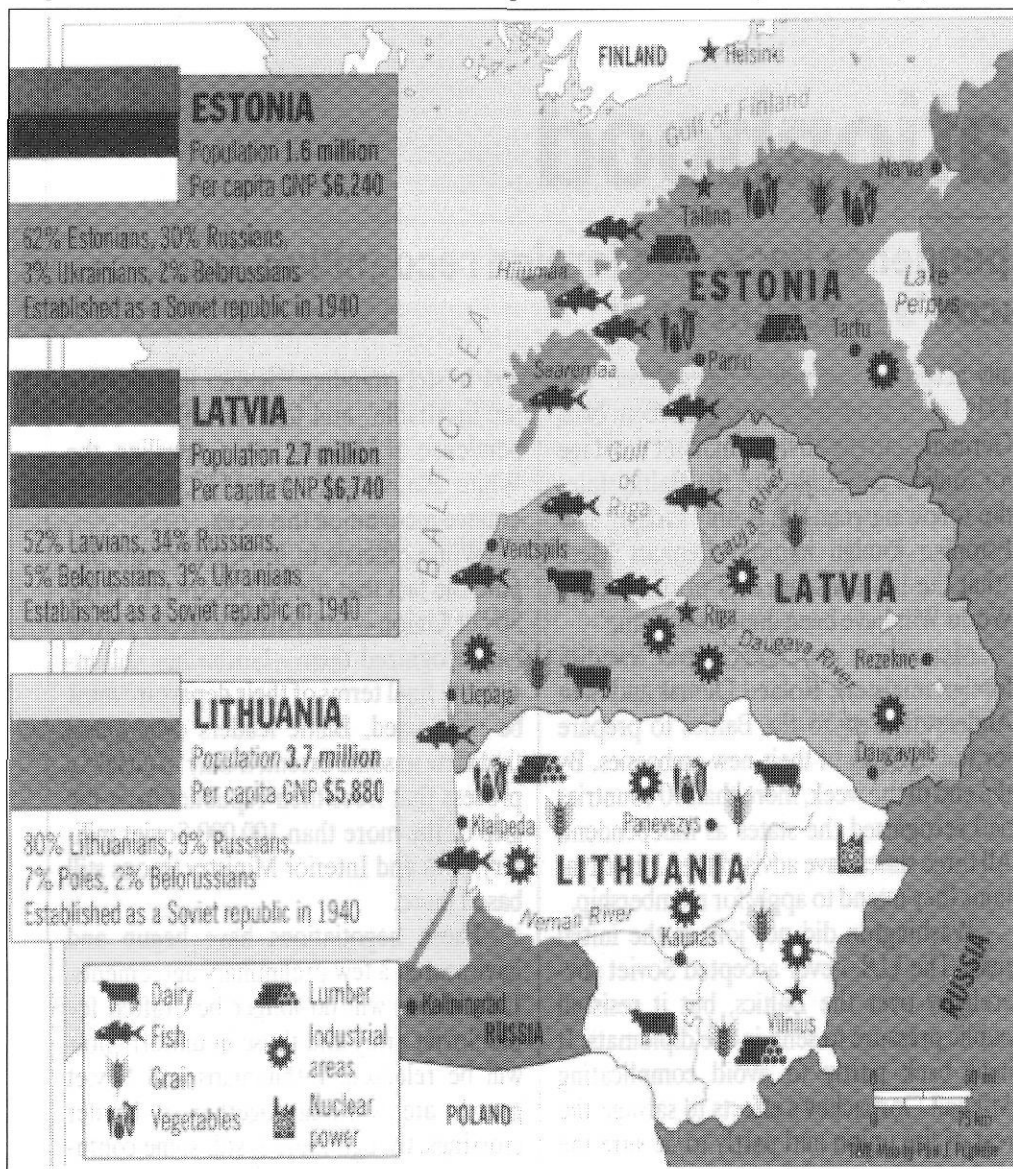 ESTONIA
Population 1.6 million
Per capita GNP $6,240
62% Estonians, 30% Russians,
3% Ukrainians, 2% Belorussians
Established as a Soviet republic in 1940
LATVIA
Population 2.7 million
Per capita GNP $6,740
52% Latvians, 34% Russians,
5% Belorussians, 3% Ukrainians
Established as a Soviet republic in 1940
LITHUANIA
Population 3.7 million
Per capita GNP $5,880
80% Lithuanians, 9% Russians,
7% Poles, 2% Belorussians
Established as a Soviet republic in 1940
Dairy
Fish
Grain
Vegetables
Lumber
Industrial
areas
Nuclear
power
FINLAND
Helsinki
Gulf of Finland
Narva
Tallinn
Hiiumaa
ESTONIA
Lake
Peipus
Tartu
Saaremaa
BALTIC SEA
Gulf
of
Riga
Gauja River
Ventspils
LATVIA
Riga
Daugava River
Rezekne
Liepaja
Daugavpils
Klaipeda
Panevezys
LITHUANIA
Neman River
Kaunas
Vilnius
Kaliningrad
RUSSIA
RUSSIA
POLAND
75 km